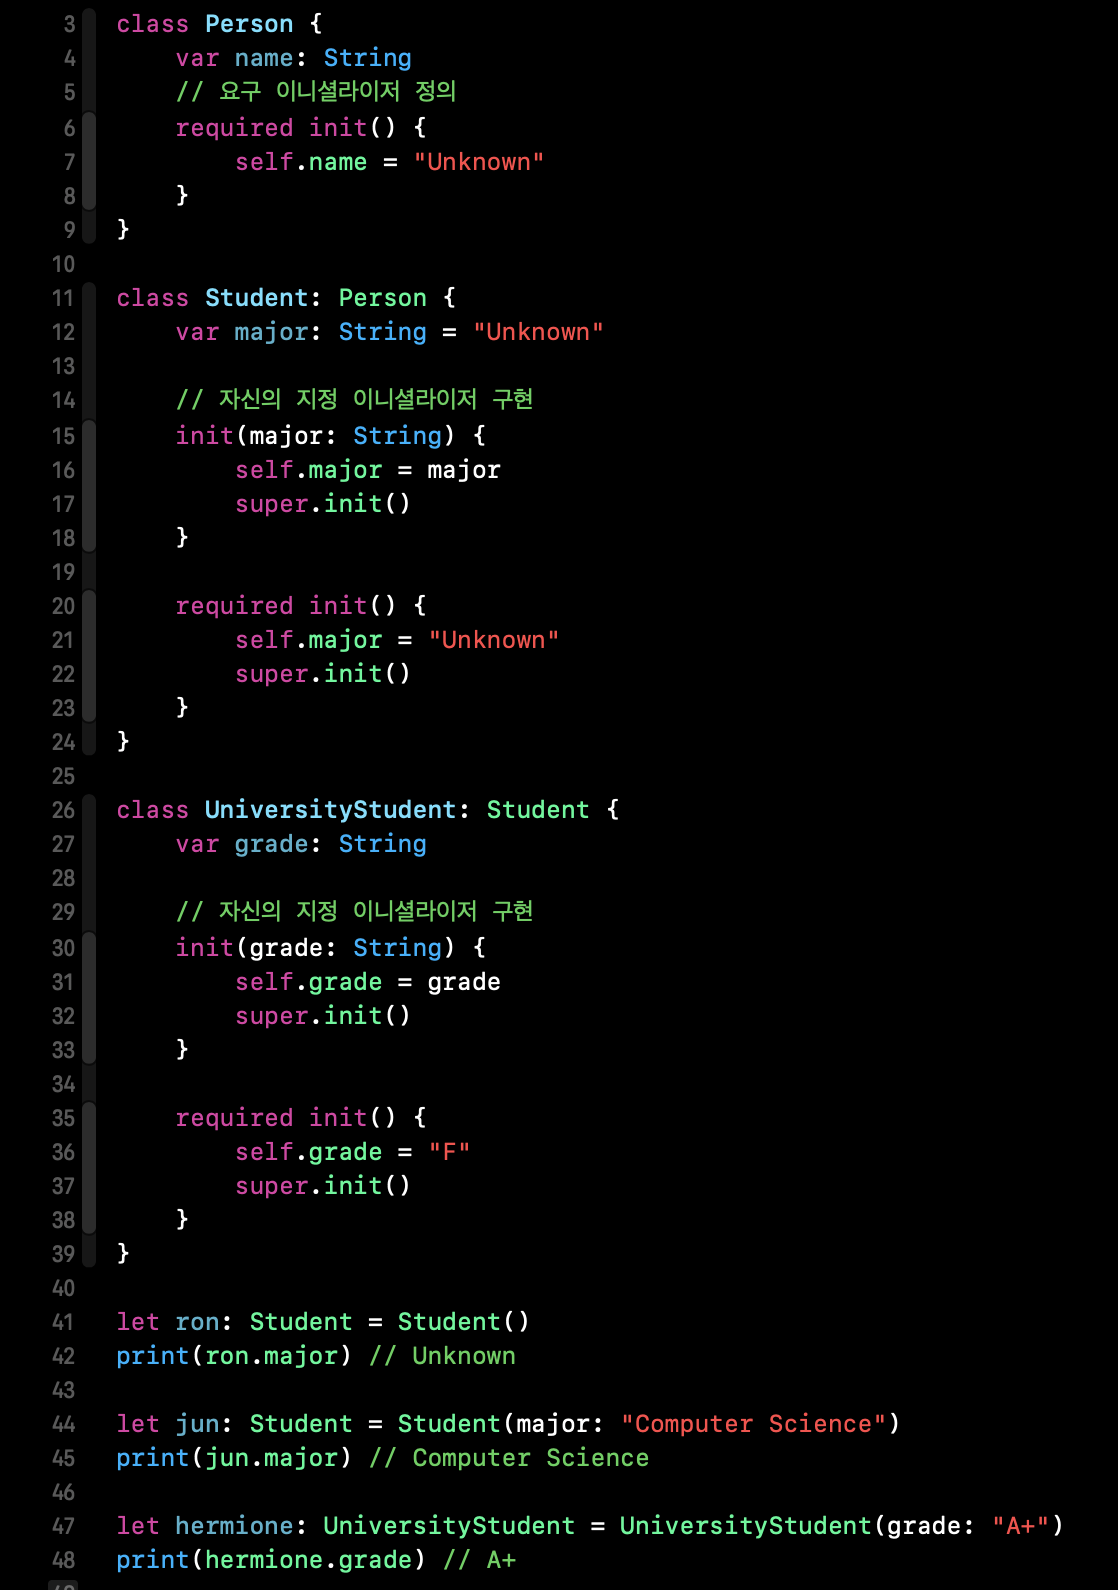 3 class Person {
4     var name: String
5     // 요구 이니셜라이저 정의
6     required init() {
7         self.name = "Unknown"
8     }
9 }
10
11 class Student: Person {
12     var major: String = "Unknown"
13
14     // 자신의 지정 이니셜라이저 구현
15     init(major: String) {
16         self.major = major
17         super.init()
18     }
19
20     required init() {
21         self.major = "Unknown"
22         super.init()
23     }
24 }
25
26 class UniversityStudent: Student {
27     var grade: String
28
29     // 자신의 지정 이니셜라이저 구현
30     init(grade: String) {
31         self.grade = grade
32         super.init()
33     }
34
35     required init() {
36         self.grade = "F"
37         super.init()
38     }
39 }
40
41 let ron: Student = Student()
42 print(ron.major) // Unknown
43
44 let jun: Student = Student(major: "Computer Science")
45 print(jun.major) // Computer Science
46
47 let hermione: UniversityStudent = UniversityStudent(grade: "A+")
48 print(hermione.grade) // A+